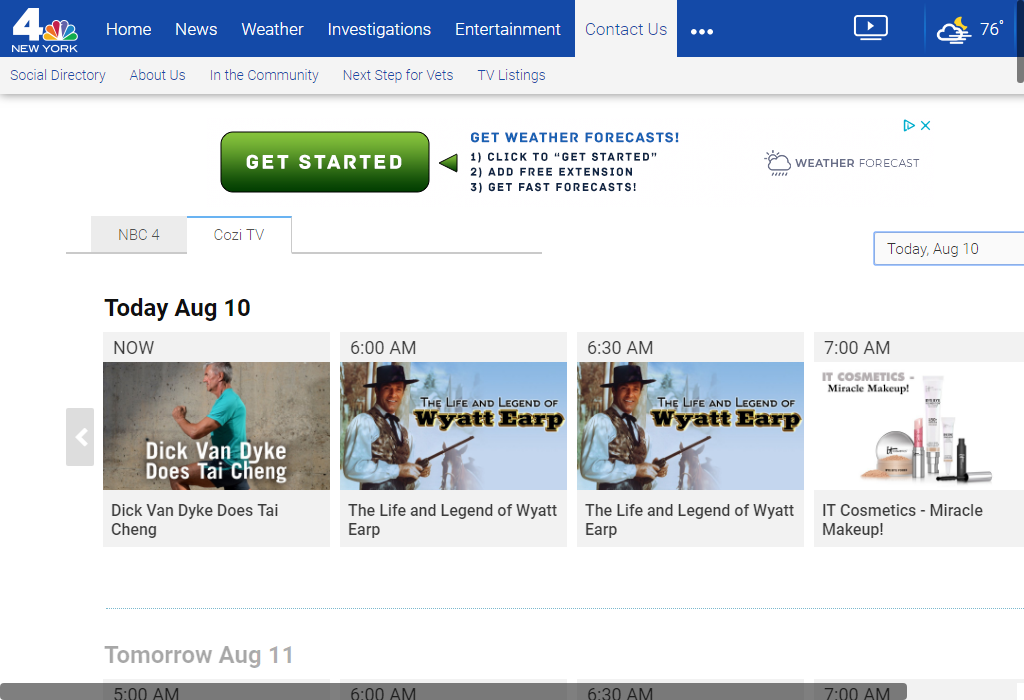 4
NEW YORK
Home
News
Weather
Investigations
Entertainment
Contact Us
76°
Social Directory
About Us
In the Community
Next Step for Vets
TV Listings
GET STARTED
GET WEATHER FORECASTS!
1) CLICK TO “GET STARTED”
2) ADD FREE EXTENSION
3) GET FAST FORECASTS!
WEATHER FORECAST
NBC 4
Cozi TV
Today, Aug 10
Today Aug 10
NOW
6:00 AM
6:30 AM
7:00 AM
Dick Van Dyke
Does Tai Cheng
The Life and Legend of
Wyatt Earp
The Life and Legend of
Wyatt Earp
IT COSMETICS -
Miracle Makeup!
Dick Van Dyke Does Tai
Cheng
The Life and Legend of Wyatt
Earp
The Life and Legend of Wyatt
Earp
IT Cosmetics - Miracle
Makeup!
Tomorrow Aug 11
5:00 AM
6:00 AM
6:30 AM
7:00 AM